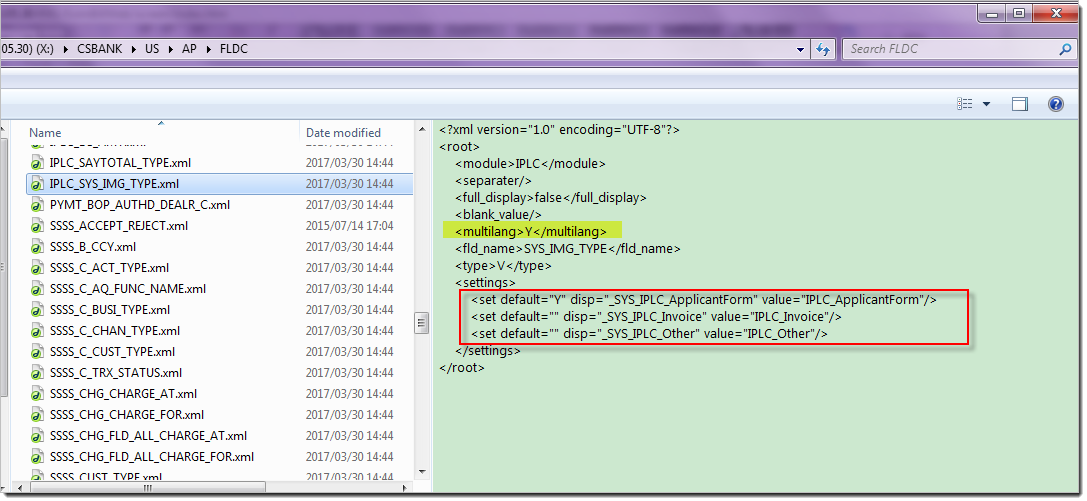 05.30) (X:) ▸ CSBANK ▸ US ▸ AP ▸ FLDC
Search FLDC
Name
Date modified
IPLC_SAYTOTAL_TYPE.xml 2017/03/30 14:44
IPLC_SYS_IMG_TYPE.xml 2017/03/30 14:44
PYMT_BOP_AUTHD_DEALR_C.xml 2017/03/30 14:44
SSSS_ACCEPT_REJECT.xml 2015/07/14 17:04
SSSS_B_CCY.xml 2017/03/30 14:44
SSSS_C_ACT_TYPE.xml 2017/03/30 14:44
SSSS_C_AQ_FUNC_NAME.xml 2017/03/30 14:44
SSSS_C_BUSI_TYPE.xml 2017/03/30 14:44
SSSS_C_CHAN_TYPE.xml 2017/03/30 14:44
SSSS_C_CUST_TYPE.xml 2017/03/30 14:44
SSSS_C_TRX_STATUS.xml 2017/03/30 14:44
SSSS_CHG_CHARGE_AT.xml 2017/03/30 14:44
SSSS_CHG_CHARGE_FOR.xml 2017/03/30 14:44
SSSS_CHG_FLD_ALL_CHARGE_AT.xml 2017/03/30 14:44
SSSS_CHG_FLD_ALL_CHARGE_FOR.xml 2017/03/30 14:44
SSSS_CUST_TYPE.xml 2017/03/30 14:44
<?xml version="1.0" encoding="UTF-8"?>
<root>
<module>IPLC</module>
<separater/>
<full_display>false</full_display>
<blank_value/>
<multilang>Y</multilang>
<fld_name>SYS_IMG_TYPE</fld_name>
<type>V</type>
<settings>
<set default="Y" disp="_SYS_IPLC_ApplicantForm" value="IPLC_ApplicantForm"/>
<set default="" disp="_SYS_IPLC_Invoice" value="IPLC_Invoice"/>
<set default="" disp="_SYS_IPLC_Other" value="IPLC_Other"/>
</settings>
</root>